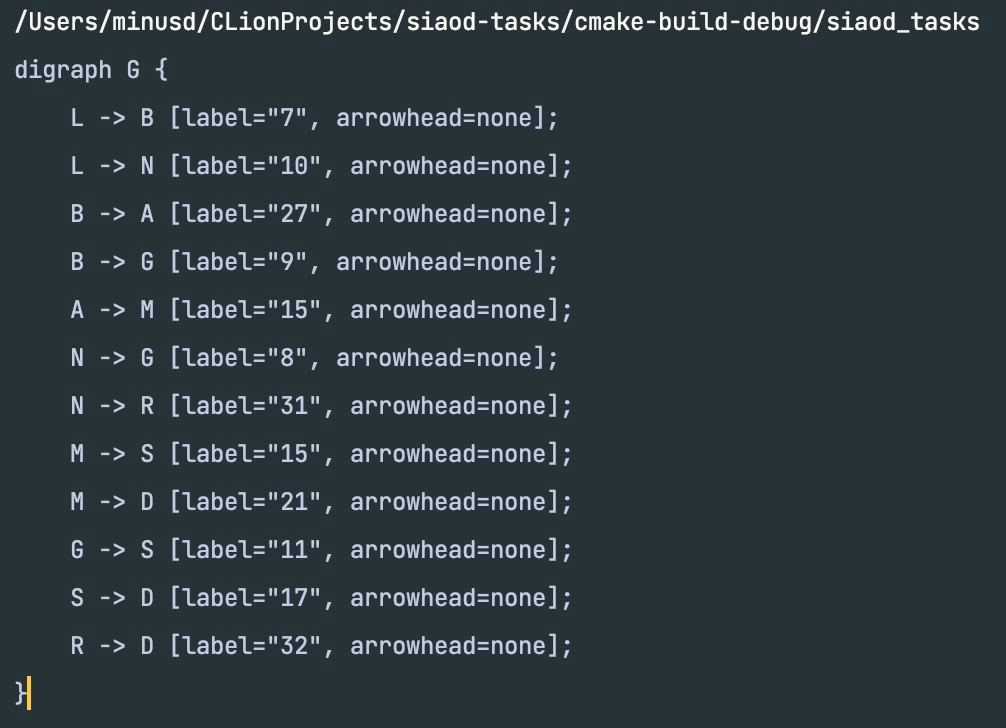 /Users/minusd/CLionProjects/siaod-tasks/cmake-build-debug/siaod_tasks
digraph G {
    L -> B [label="7", arrowhead=none];
    L -> N [label="10", arrowhead=none];
    B -> A [label="27", arrowhead=none];
    B -> G [label="9", arrowhead=none];
    A -> M [label="15", arrowhead=none];
    N -> G [label="8", arrowhead=none];
    N -> R [label="31", arrowhead=none];
    M -> S [label="15", arrowhead=none];
    M -> D [label="21", arrowhead=none];
    G -> S [label="11", arrowhead=none];
    S -> D [label="17", arrowhead=none];
    R -> D [label="32", arrowhead=none];
}